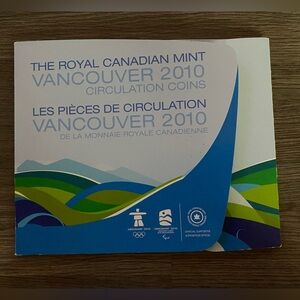 THE ROYAL CANADIAN MINT
VANCOUVER 2010
CIRCULATION COINS
LES PIÈCES DE CIRCULATION
VANCOUVER 2010
DE LA MONNAIE ROYALE CANADIENNE